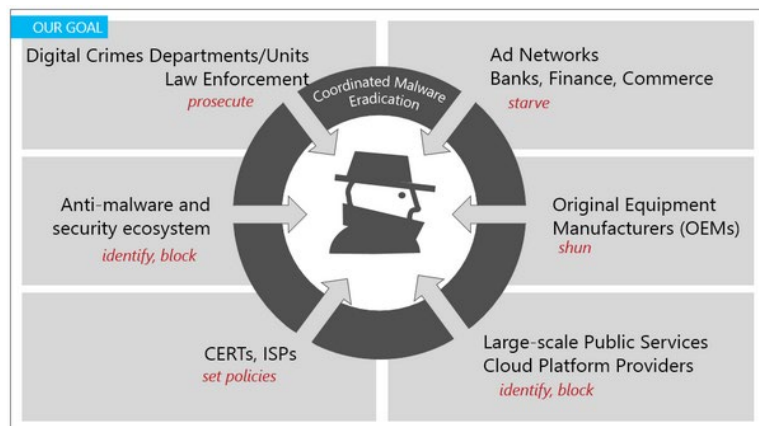 OUR GOAL
Digital Crimes Departments/Units
Law Enforcement
prosecute
Coordinated Malware
Eradication
Ad Networks
Banks, Finance, Commerce
starve
Anti-malware and
security ecosystem
identify, block
Original Equipment
Manufacturers (OEMs)
shun
CERTs, ISPs
set policies
Large-scale Public Services
Cloud Platform Providers
identify, block